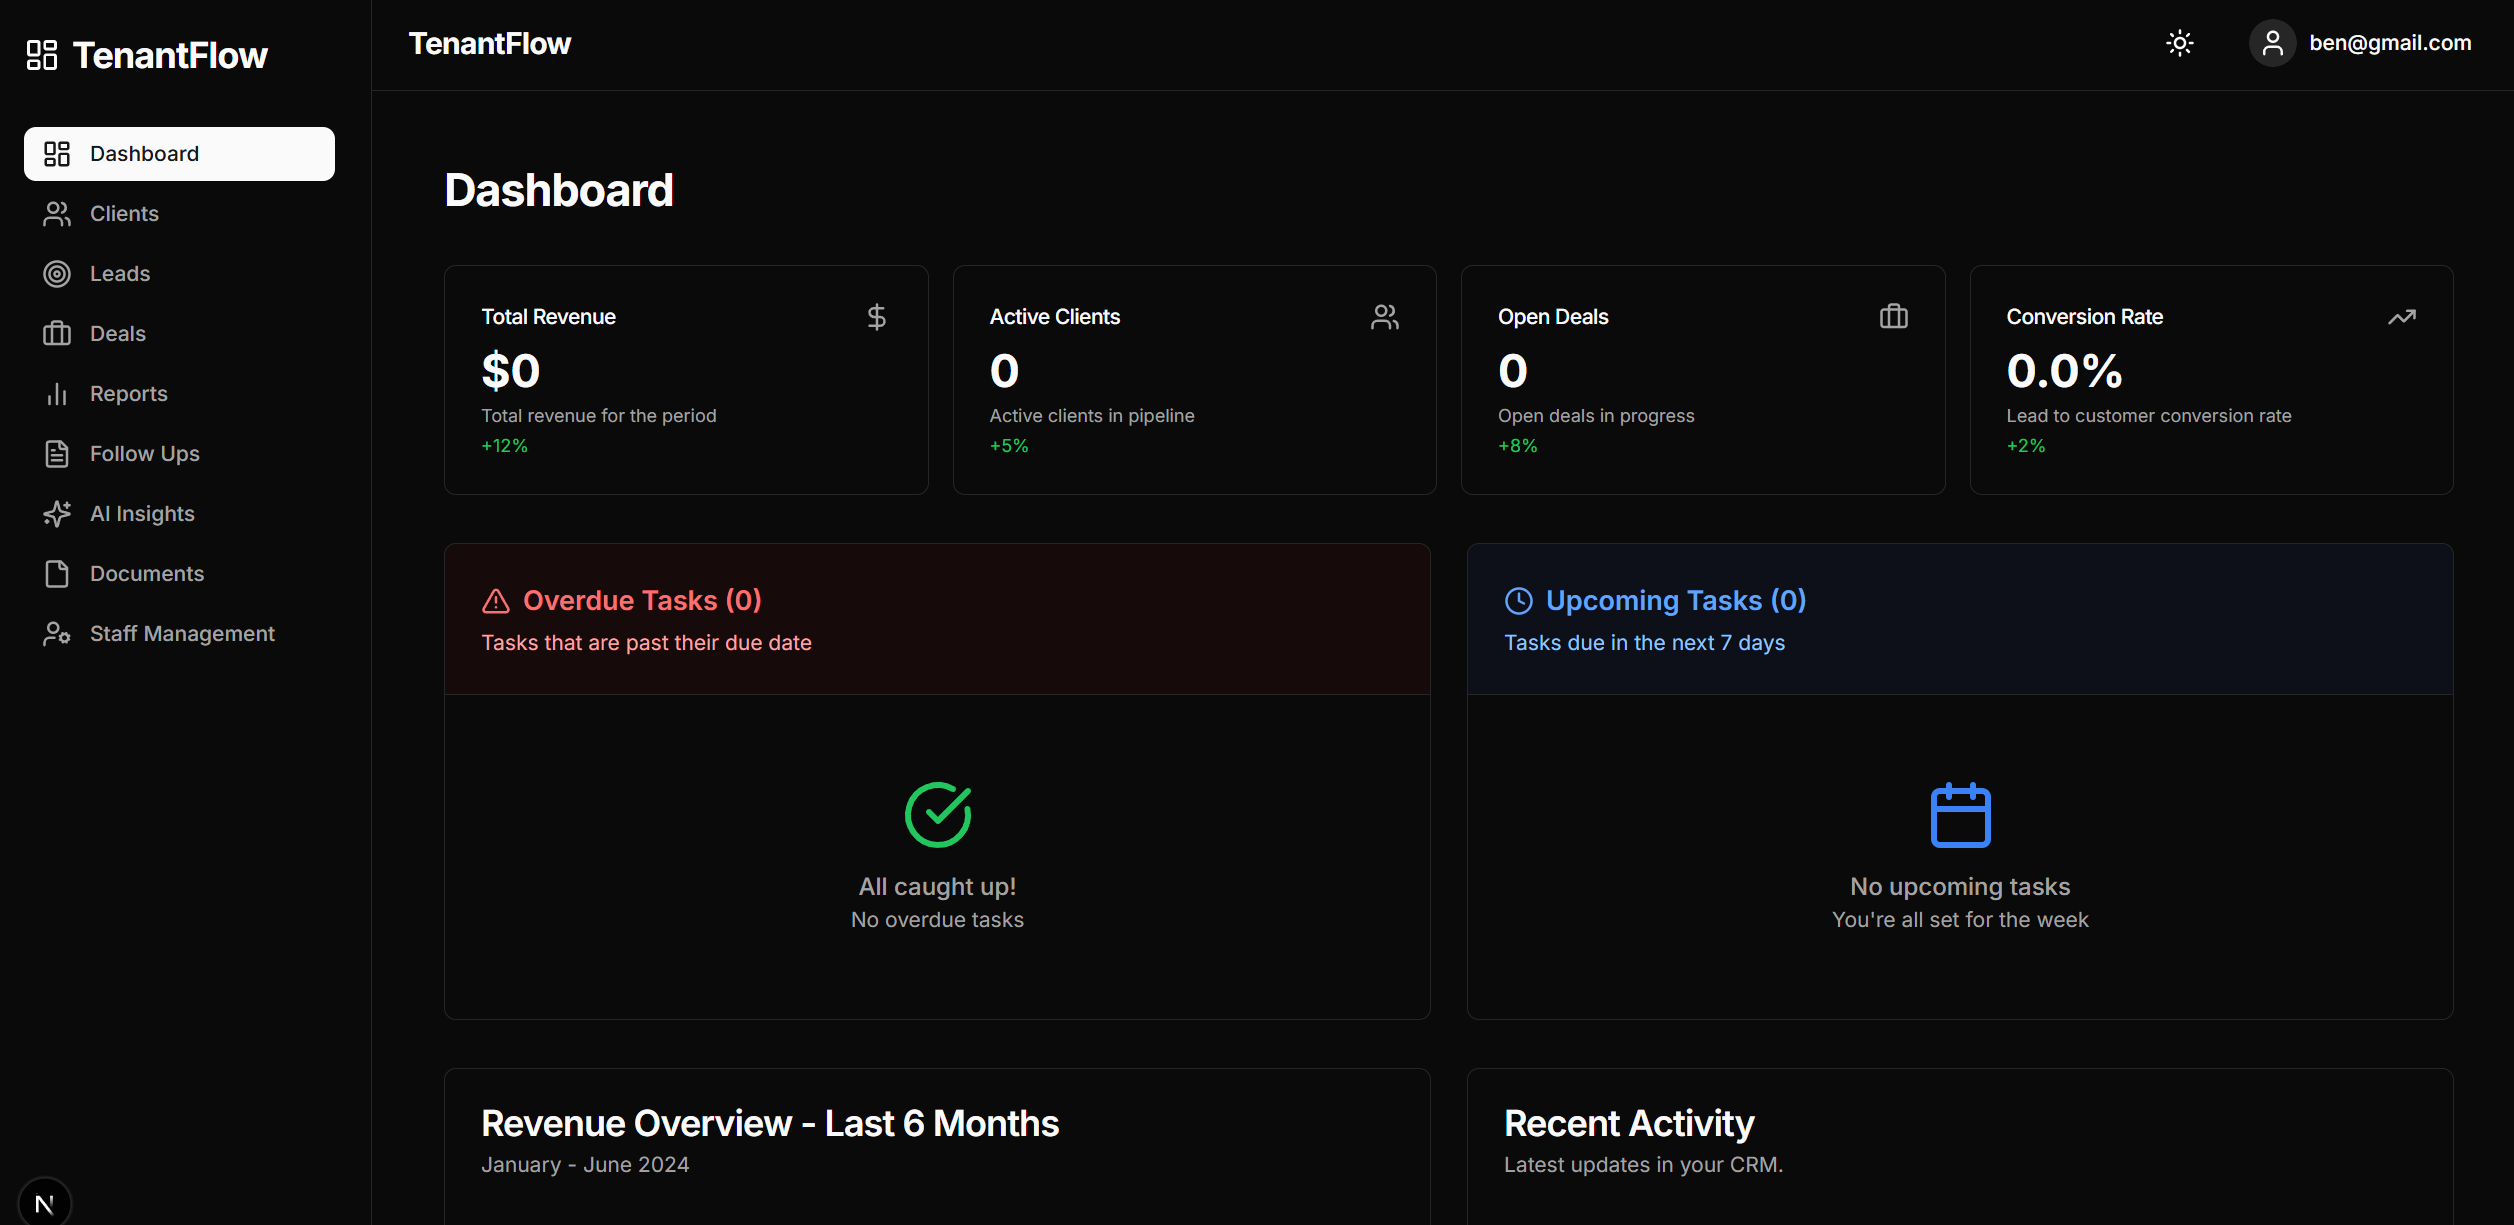 TenantFlow
TenantFlow
ben@gmail.com
Dashboard
Clients
Leads
Deals
Reports
Follow Ups
AI Insights
Documents
Staff Management
Dashboard
Total Revenue
$0
Total revenue for the period
+12%
Active Clients
0
Active clients in pipeline
+5%
Open Deals
0
Open deals in progress
+8%
Conversion Rate
0.0%
Lead to customer conversion rate
+2%
Overdue Tasks (0)
Tasks that are past their due date
All caught up!
No overdue tasks
Upcoming Tasks (0)
Tasks due in the next 7 days
No upcoming tasks
You're all set for the week
Revenue Overview - Last 6 Months
January - June 2024
Recent Activity
Latest updates in your CRM.
N